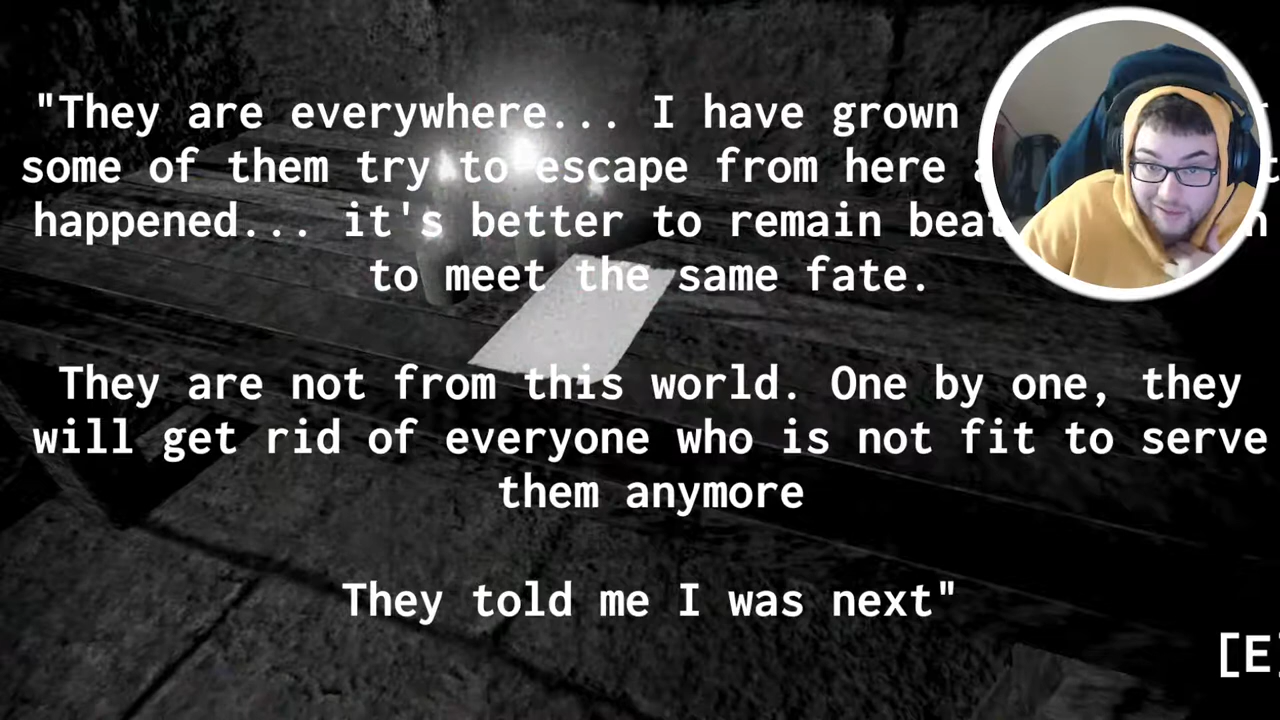 "They are everywhere... I have grown
some of them try to escape from here
happened... it's better to remain
to meet the same fate.
They are not from this world. One by one, they
will get rid of everyone who is not fit to serve
them anymore
They told me I was next"
[E]